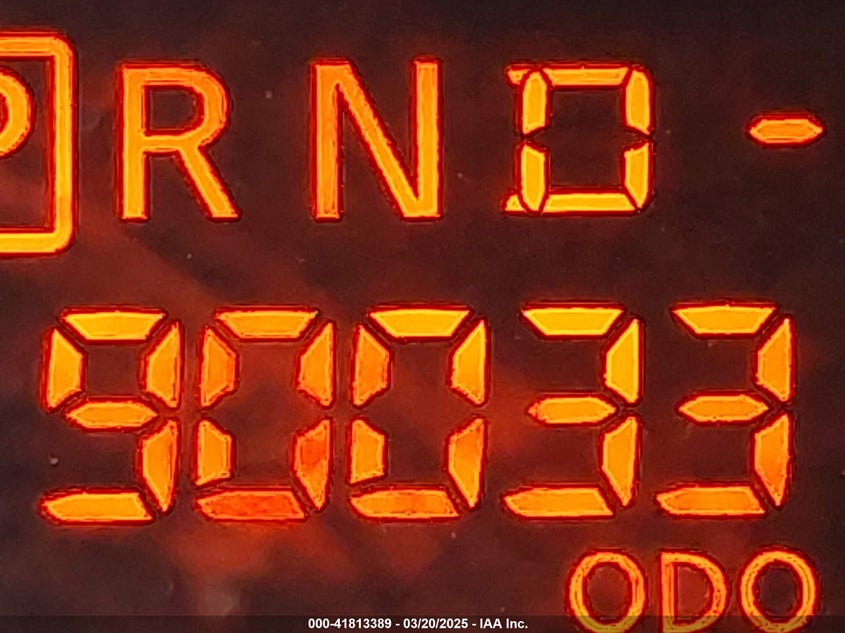 P R N D -
90033
ODO
000-41813389 - 03/20/2025 - IAA Inc.